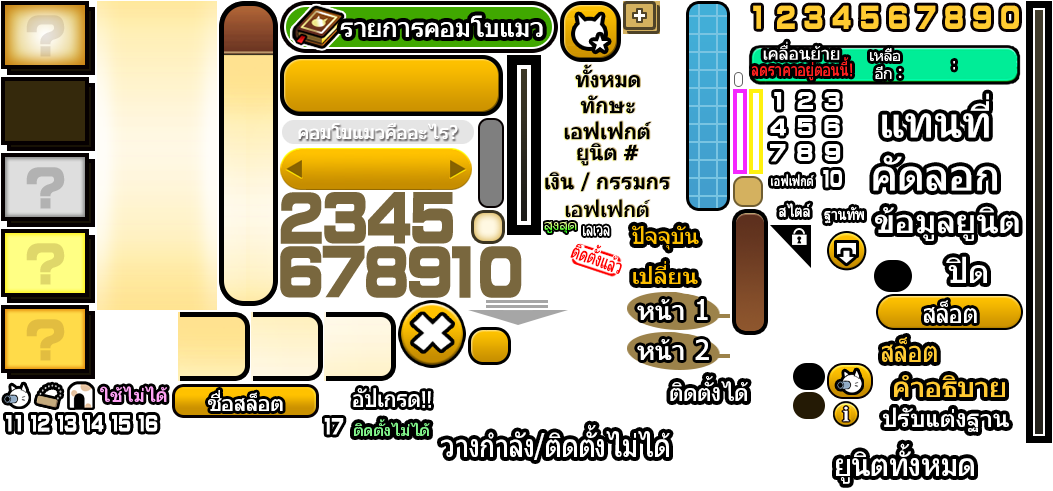 ?
?
?
?
รายการคอมโบแมว
คอมโบแมวคืออะไร?
2345
678910
ทั้งหมด
ทักษะ
เอฟเฟกต์
ยูนิต #
เงิน / กรรมกร
เอฟเฟกต์
สูงสุด เลเวล
ติดตั้งแล้ว
ปัจจุบัน
เปลี่ยน
หน้า 1
หน้า 2
ติดตั้งได้
1234567890
เคลื่อนย้าย
ลดราคาอยู่ตอนนี้!
เหลือ
อีก :
:
1 2 3
4 5 6
7 8 9
เอฟเฟกต์ 10
สไตล์ ฐานทัพ
แทนที่
คัดลอก
ข้อมูลยูนิต
ปิด
สล็อต
สล็อต
คำอธิบาย
ปรับแต่งฐาน
ยูนิตทั้งหมด
ใช้ไม่ได้
11 12 13 14 15 16
ชื่อสล็อต
อัปเกรด!!
17 ติดตั้งไม่ได้
วางกำลัง/ติดตั้งไม่ได้